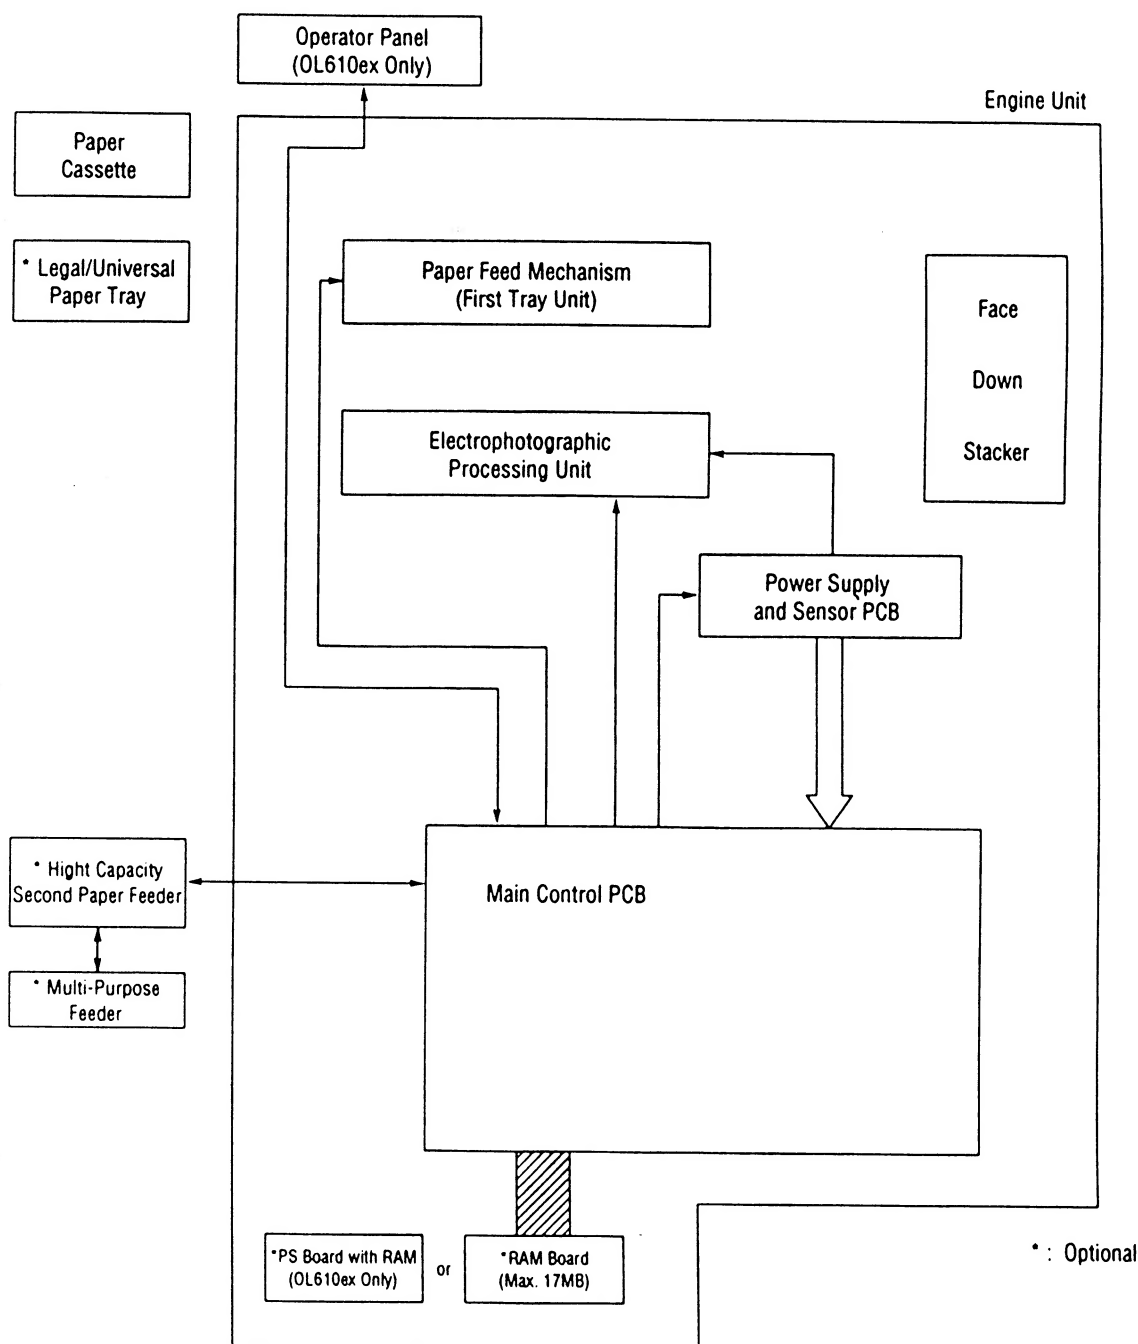 Operator Panel
(OL610ex Only)
Engine Unit
Paper
Cassette
* Legal/Universal
Paper Tray
Paper Feed Mechanism
(First Tray Unit)
Face
Down
Stacker
Electrophotographic
Processing Unit
Power Supply
and Sensor PCB
* Hight Capacity
Second Paper Feeder
Main Control PCB
* Multi-Purpose
Feeder
*PS Board with RAM
(OL610ex Only)
or
*RAM Board
(Max. 17MB)
* : Optional